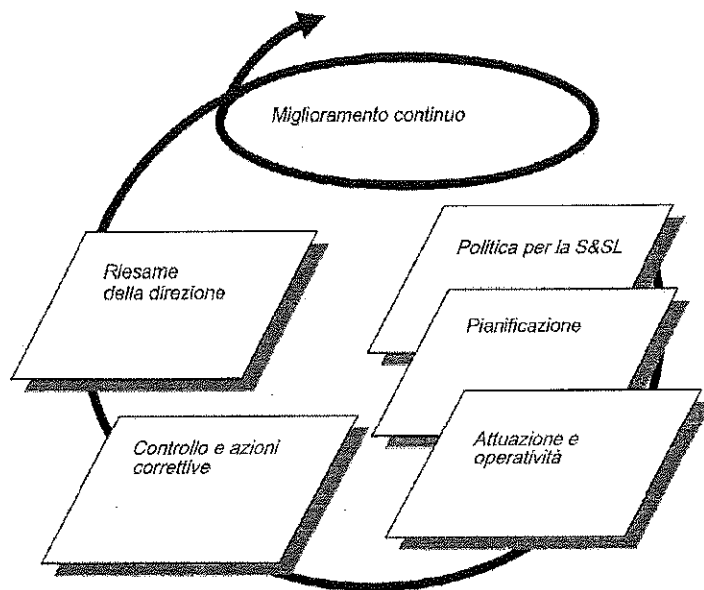 Miglioramento continuo
Politica per la S&SL
Pianificazione
Attuazione e
operatività
Controllo e azioni
correttive
Riesame
della direzione